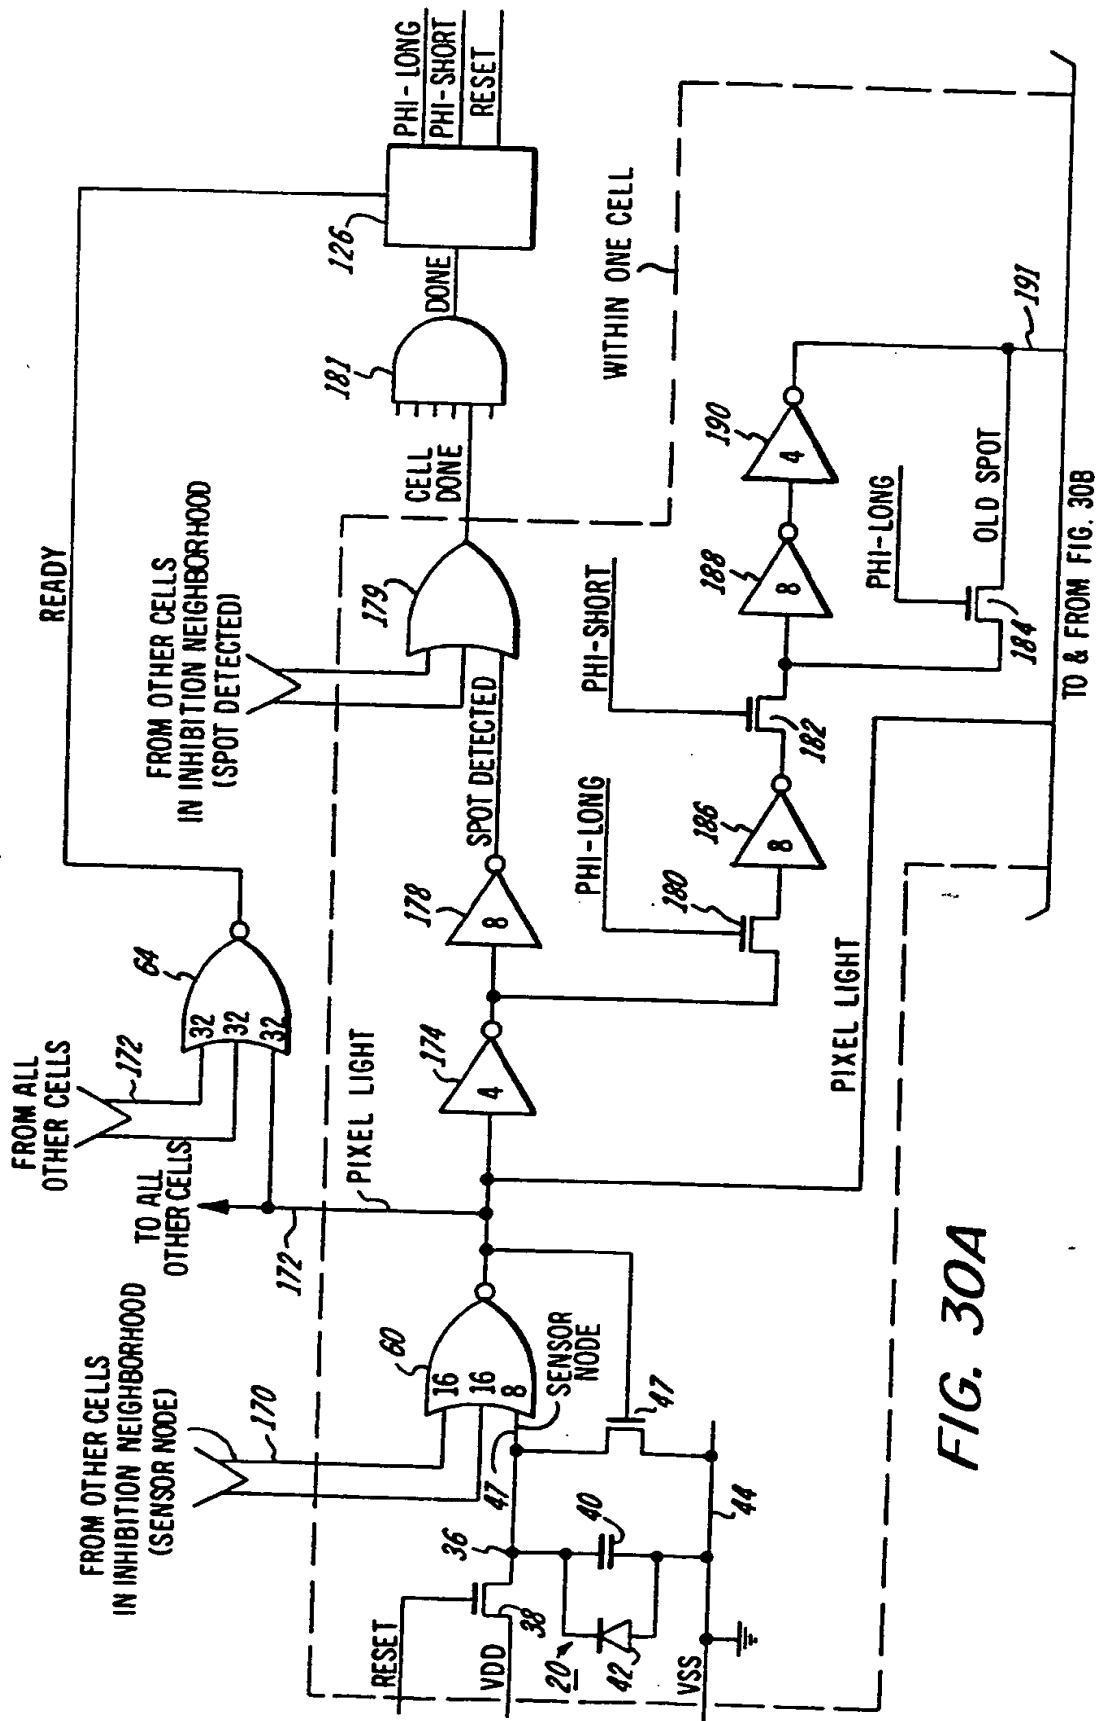 FROM ALL
OTHER CELLS
172
64
32
32
32
READY
TO ALL
OTHER CELLS
172
PIXEL LIGHT
FROM OTHER CELLS
IN INHIBITION NEIGHBORHOOD
(SENSOR NODE)
170
FROM OTHER CELLS
IN INHIBITION NEIGHBORHOOD
(SPOT DETECTED)
126
PHI-LONG
PHI-SHORT
RESET
DONE
181
CELL
DONE
179
SPOT DETECTED
178
8
174
4
60
16
16
8
47
SENSOR
NODE
47
RESET
VDD
38
36
20
42
40
VSS
44
WITHIN ONE CELL
PHI-LONG
180
186
8
PHI-SHORT
182
188
8
190
4
PHI-LONG
184
OLD SPOT
191
PIXEL LIGHT
TO & FROM FIG. 30B
FIG. 30A